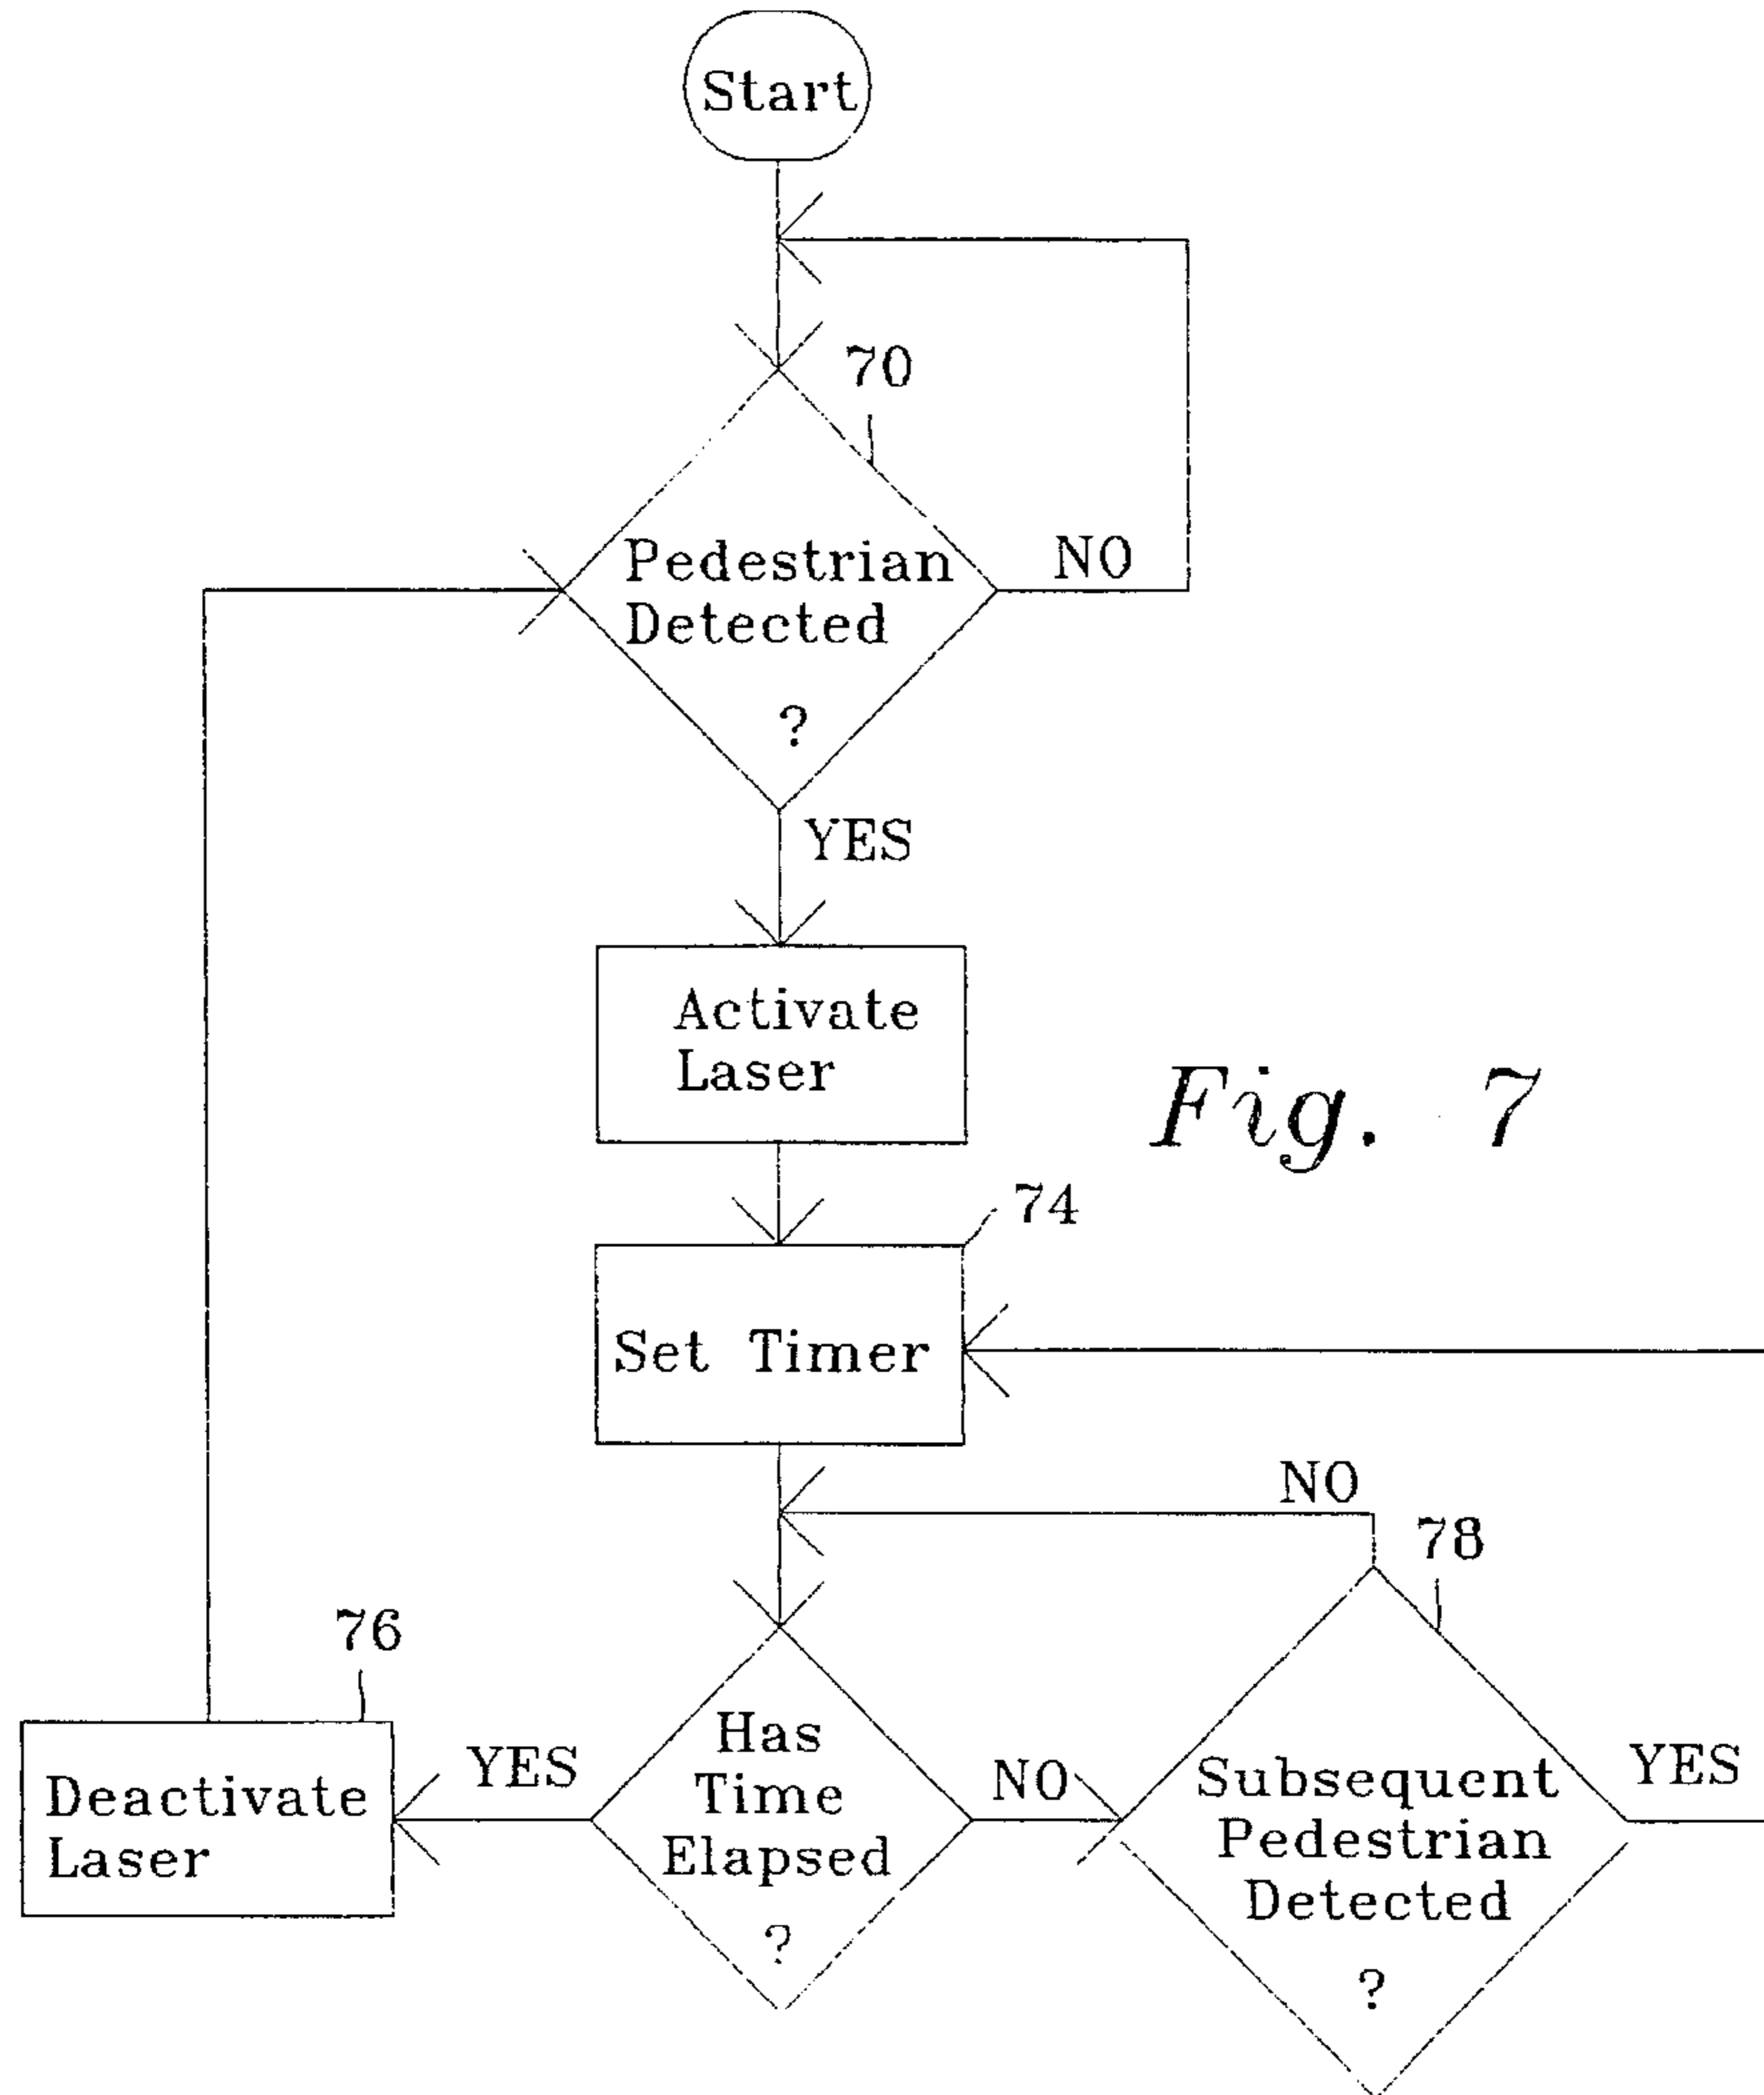 Start
70
Pedestrian
Detected
?
NO
YES
Activate
Laser
Fig. 7
74
Set Timer
NO
78
76
Has
Time
Elapsed
?
YES
NO
Deactivate
Laser
Subsequent
Pedestrian
Detected
?
YES